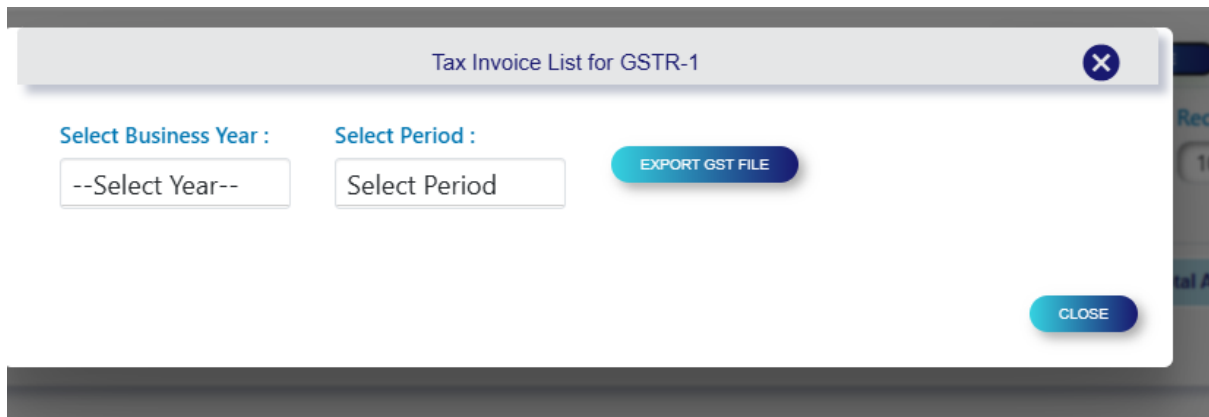 Tax Invoice List for GSTR-1
Select Business Year :
Select Period :
--Select Year--
Select Period
EXPORT GST FILE
CLOSE